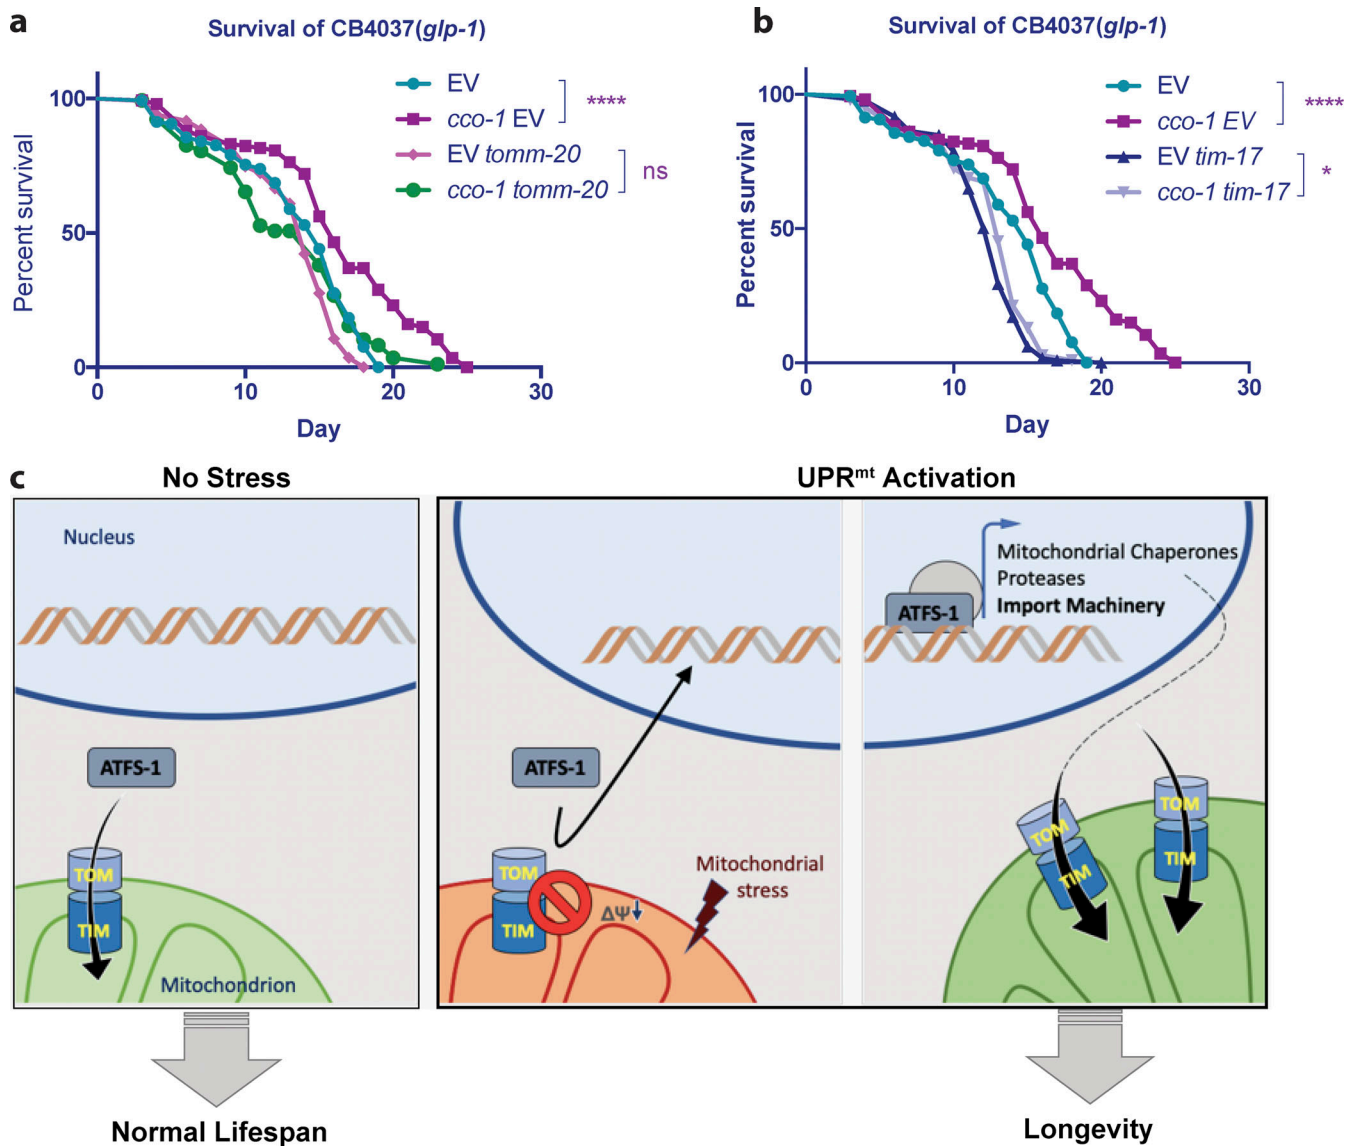 a
Survival of CB4037(glp-1)
Percent survival
100
50
0
0
10
20
30
Day
EV
cco-1 EV
EV tomm-20
cco-1 tomm-20
****
ns
b
Survival of CB4037(glp-1)
Percent survival
100
50
0
0
10
20
30
Day
EV
cco-1 EV
EV tim-17
cco-1 tim-17
****
*
c
No Stress
Nucleus
ATFS-1
TOM
TIM
Mitochondrion
Normal Lifespan
UPRmt Activation
ATFS-1
TOM
TIM
ΔΨ
Mitochondrial
stress
ATFS-1
Mitochondrial Chaperones
Proteases
Import Machinery
TOM
TIM
TOM
TIM
Longevity